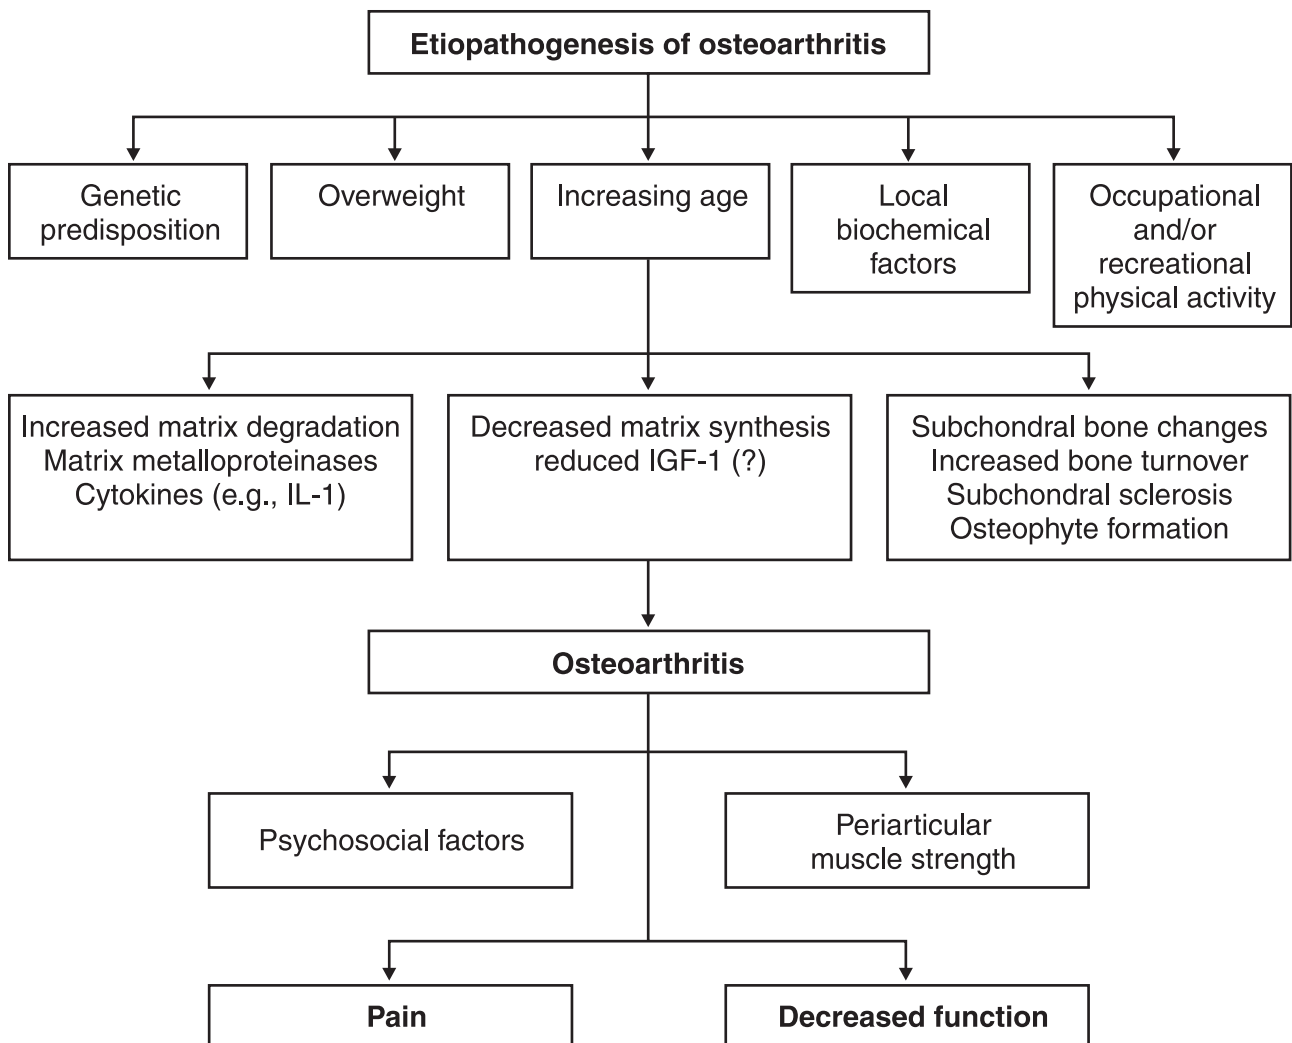 Etiopathogenesis of osteoarthritis
Genetic
predisposition
Overweight
Increasing age
Local
biochemical
factors
Occupational
and/or
recreational
physical activity
Increased matrix degradation
Matrix metalloproteinases
Cytokines (e.g., IL-1)
Decreased matrix synthesis
reduced IGF-1 (?)
Subchondral bone changes
Increased bone turnover
Subchondral sclerosis
Osteophyte formation
Osteoarthritis
Psychosocial factors
Periarticular
muscle strength
Pain
Decreased function